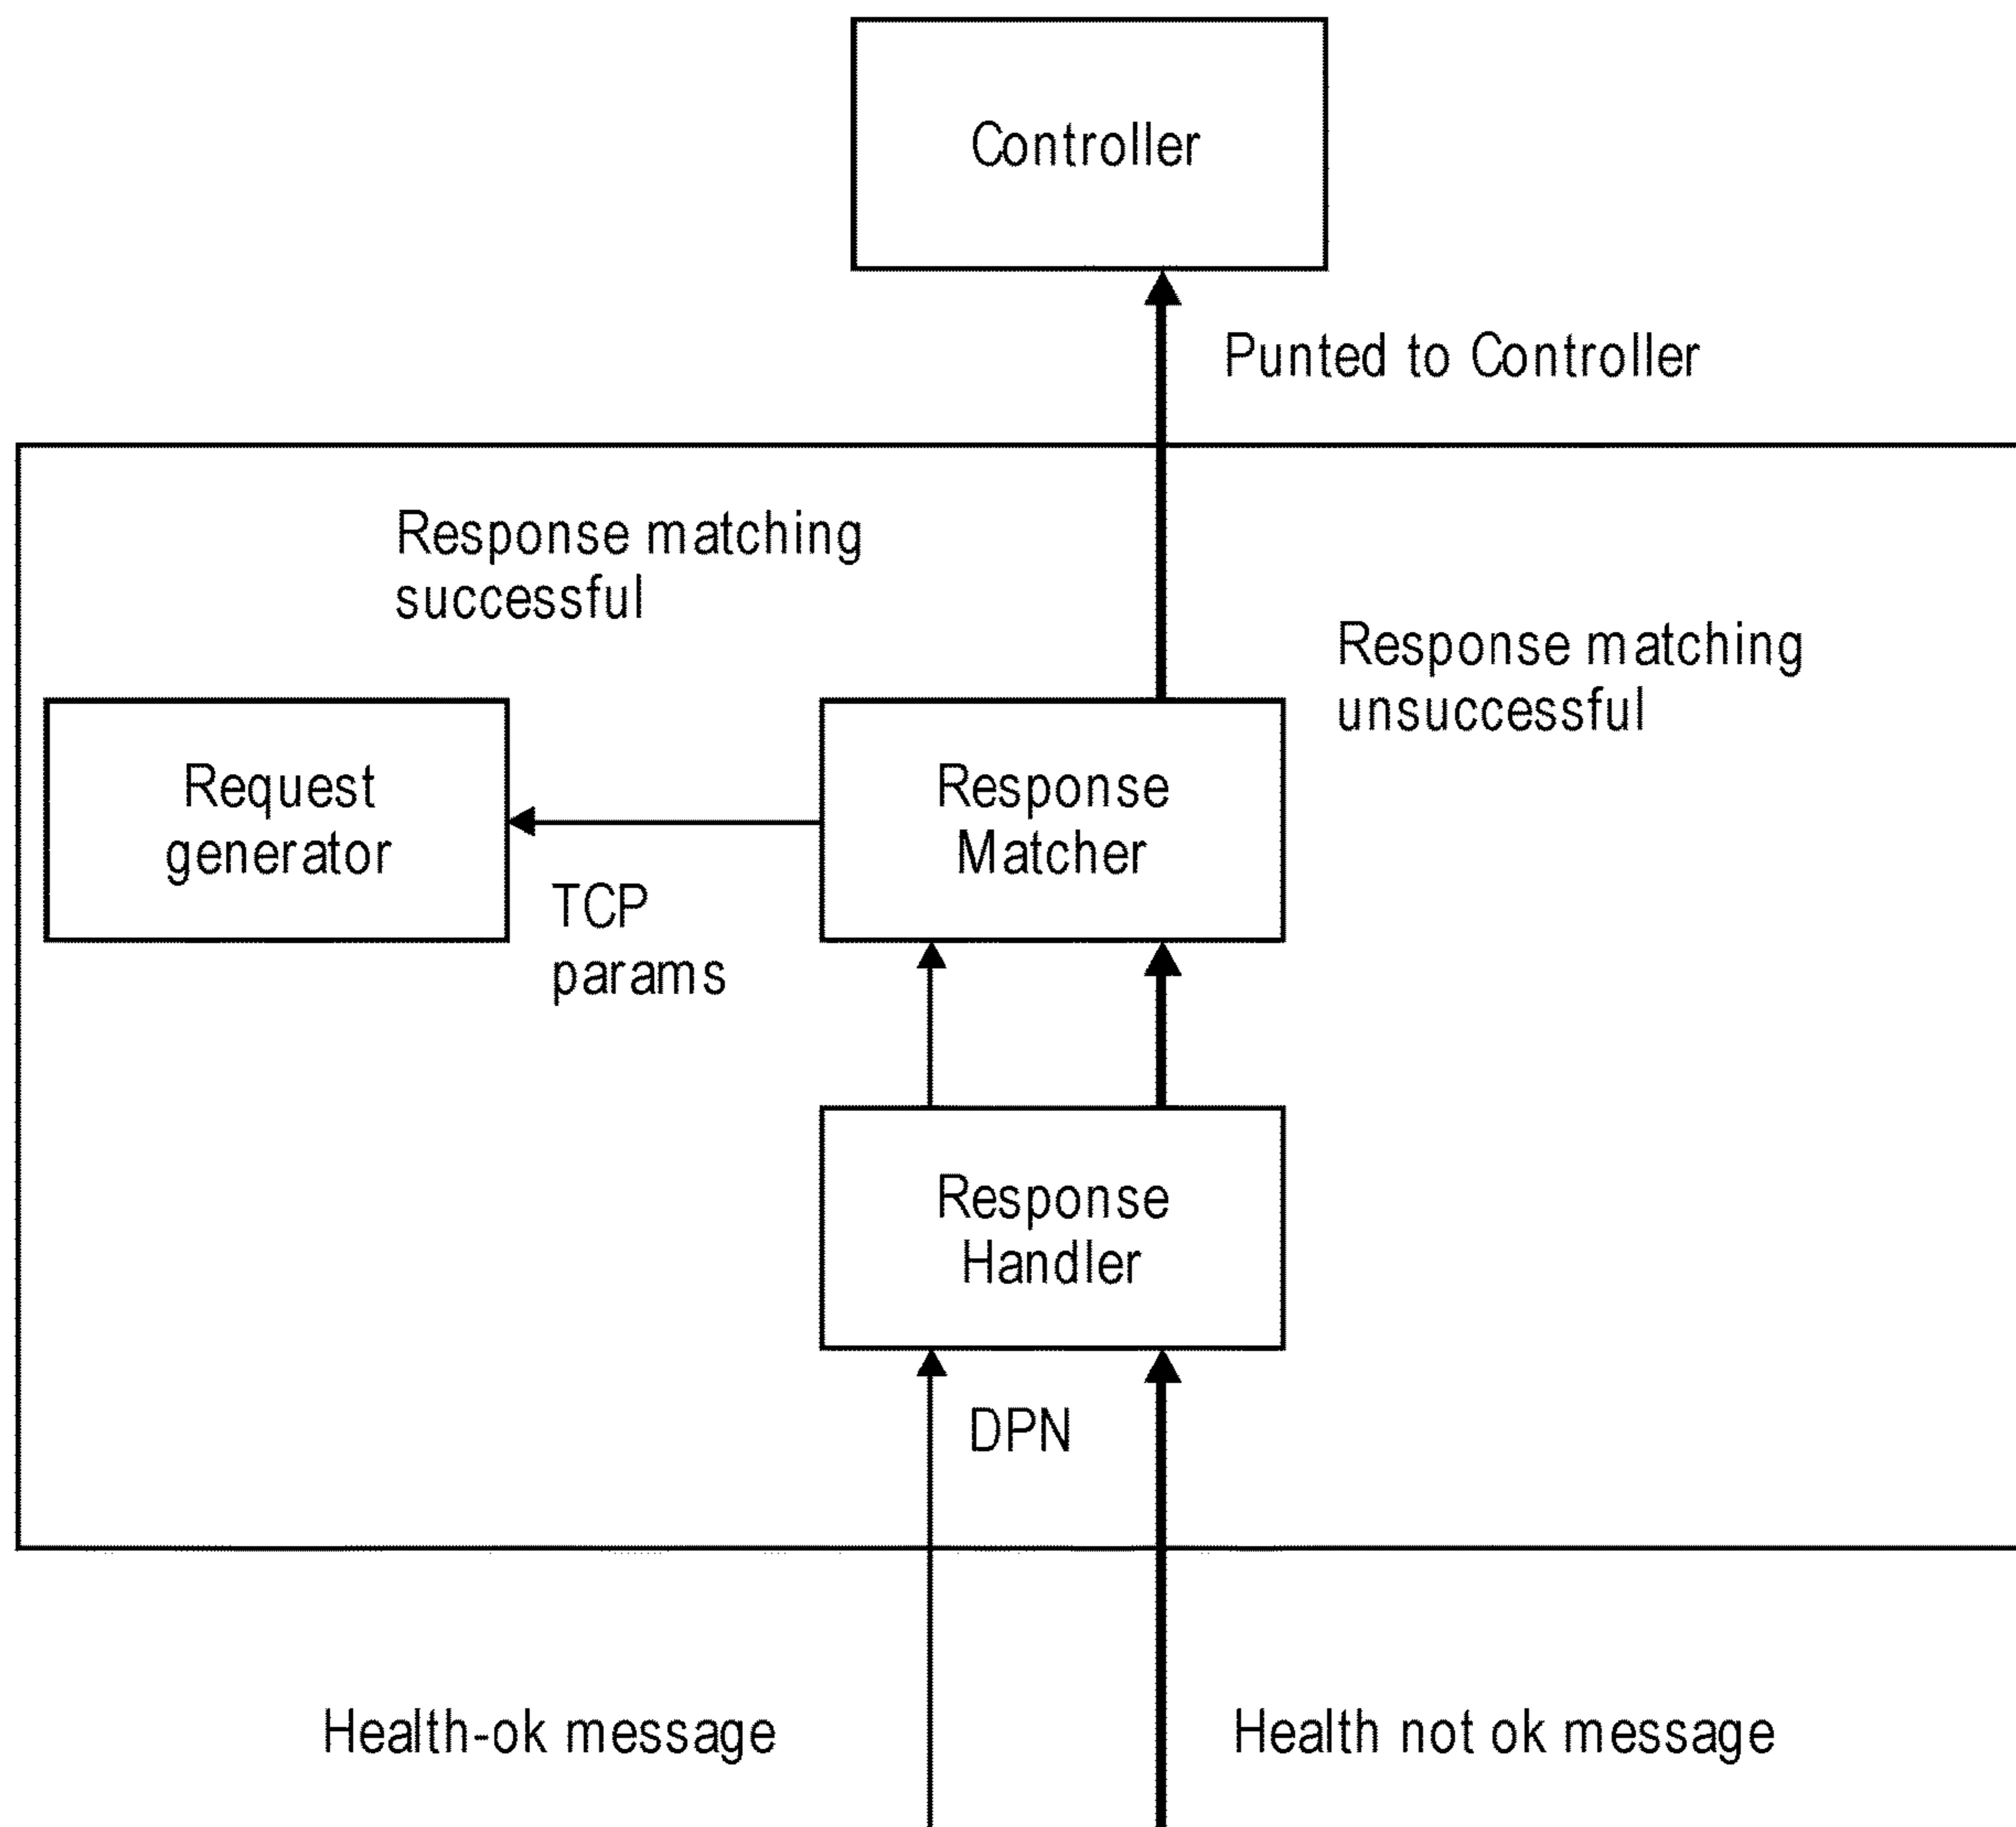 Controller
Punted to Controller
Response matching
successful
Response matching
unsuccessful
Request
generator
Response
Matcher
TCP
params
Response
Handler
DPN
Health-ok message
Health not ok message